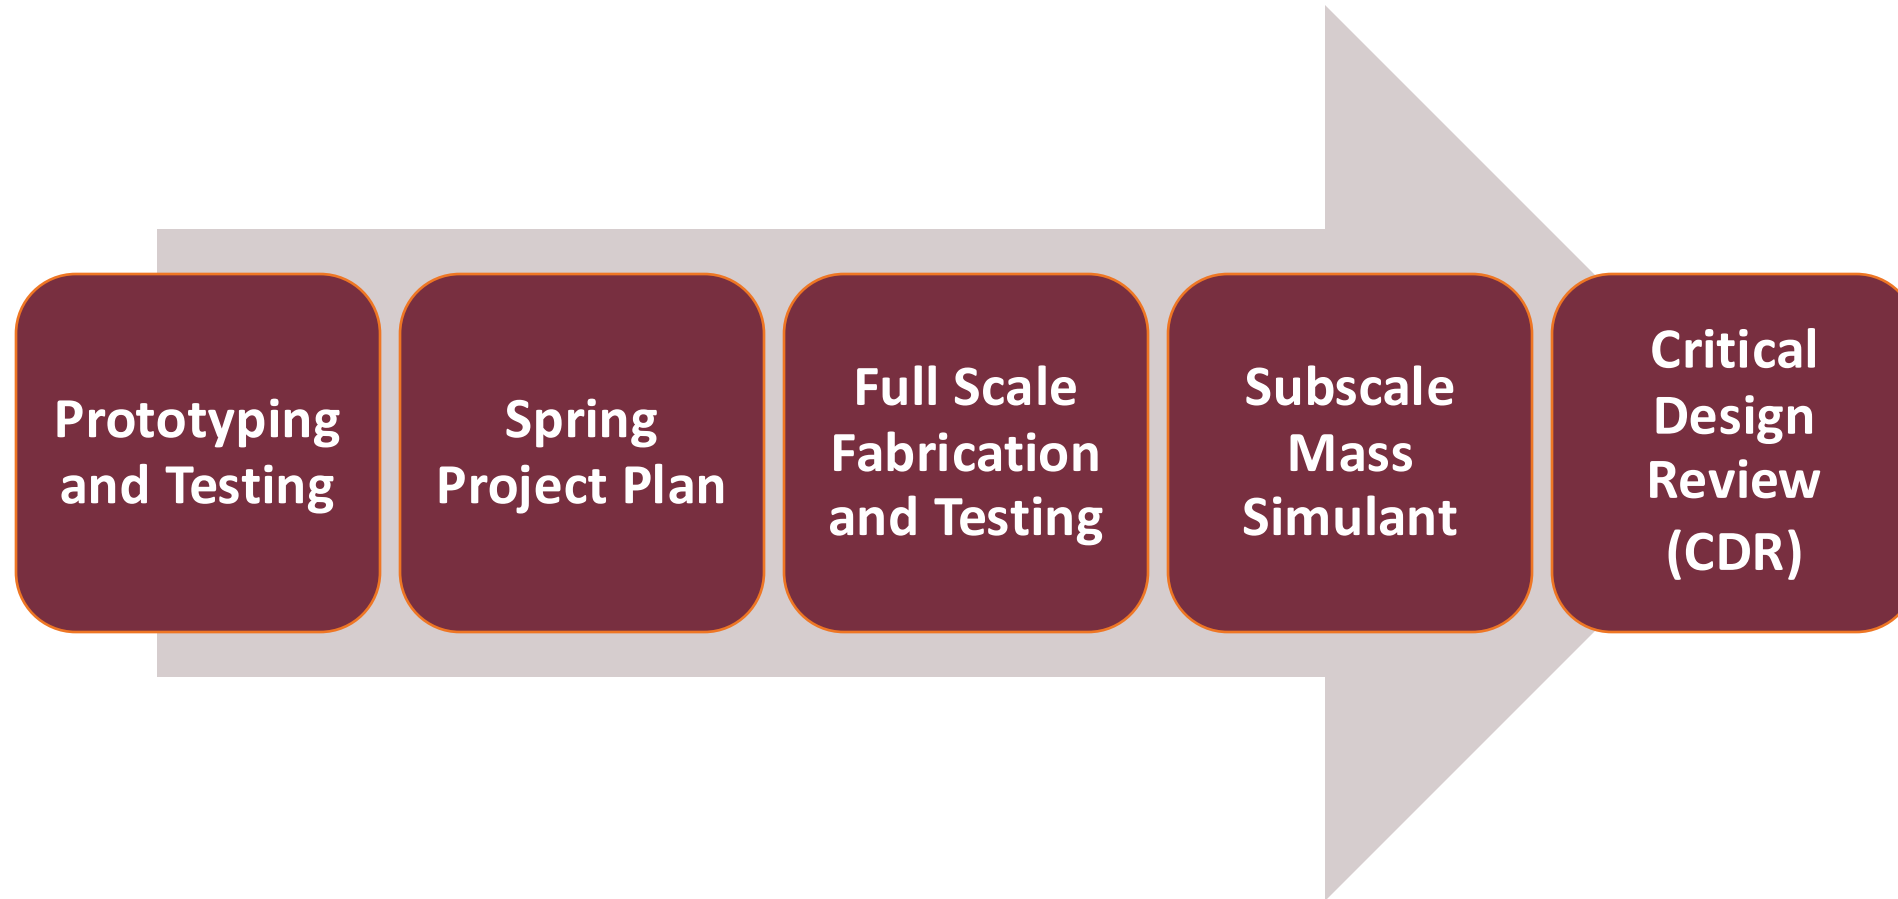 Prototyping
and Testing
Spring
Project Plan
Full Scale
Fabrication
and Testing
Subscale
Mass
Simulant
Critical
Design
Review
(CDR)